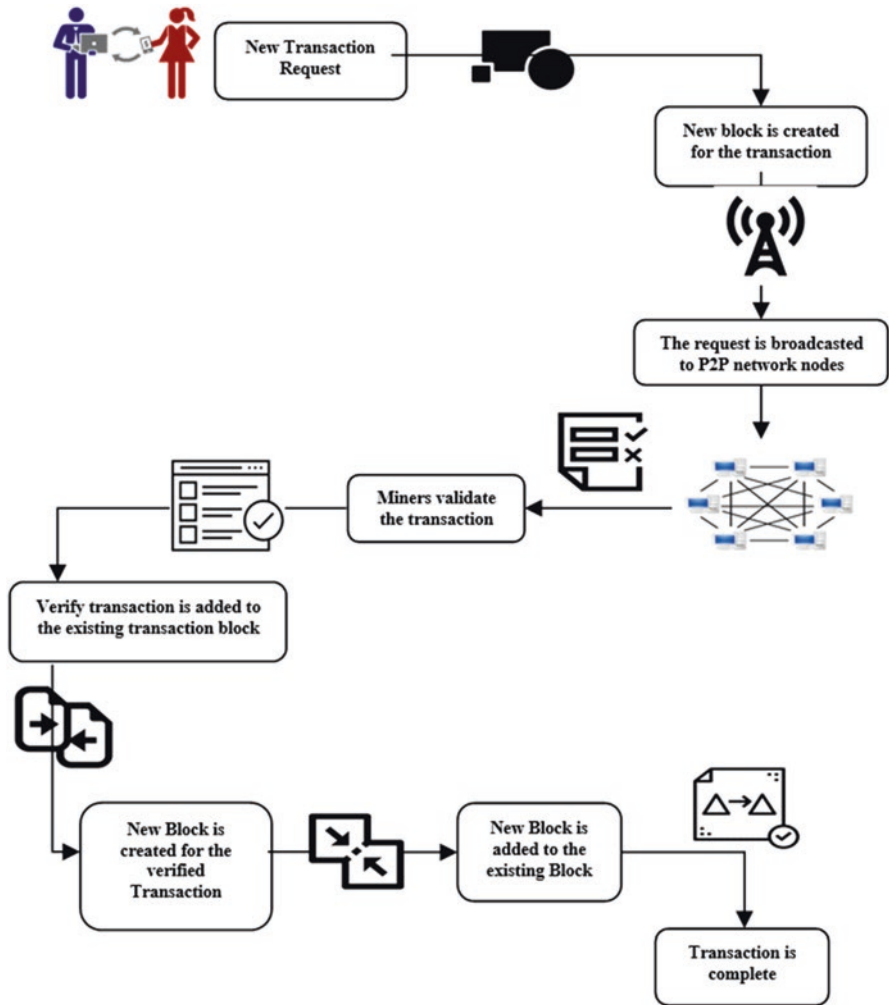 New Transaction
Request
New block is created
for the transaction
The request is broadcasted
to P2P network nodes
Miners validate
the transaction
Verify transaction is added to
the existing transaction block
New Block is
created for the
verified
Transaction
New Block is
added to the
existing Block
Transaction is
complete